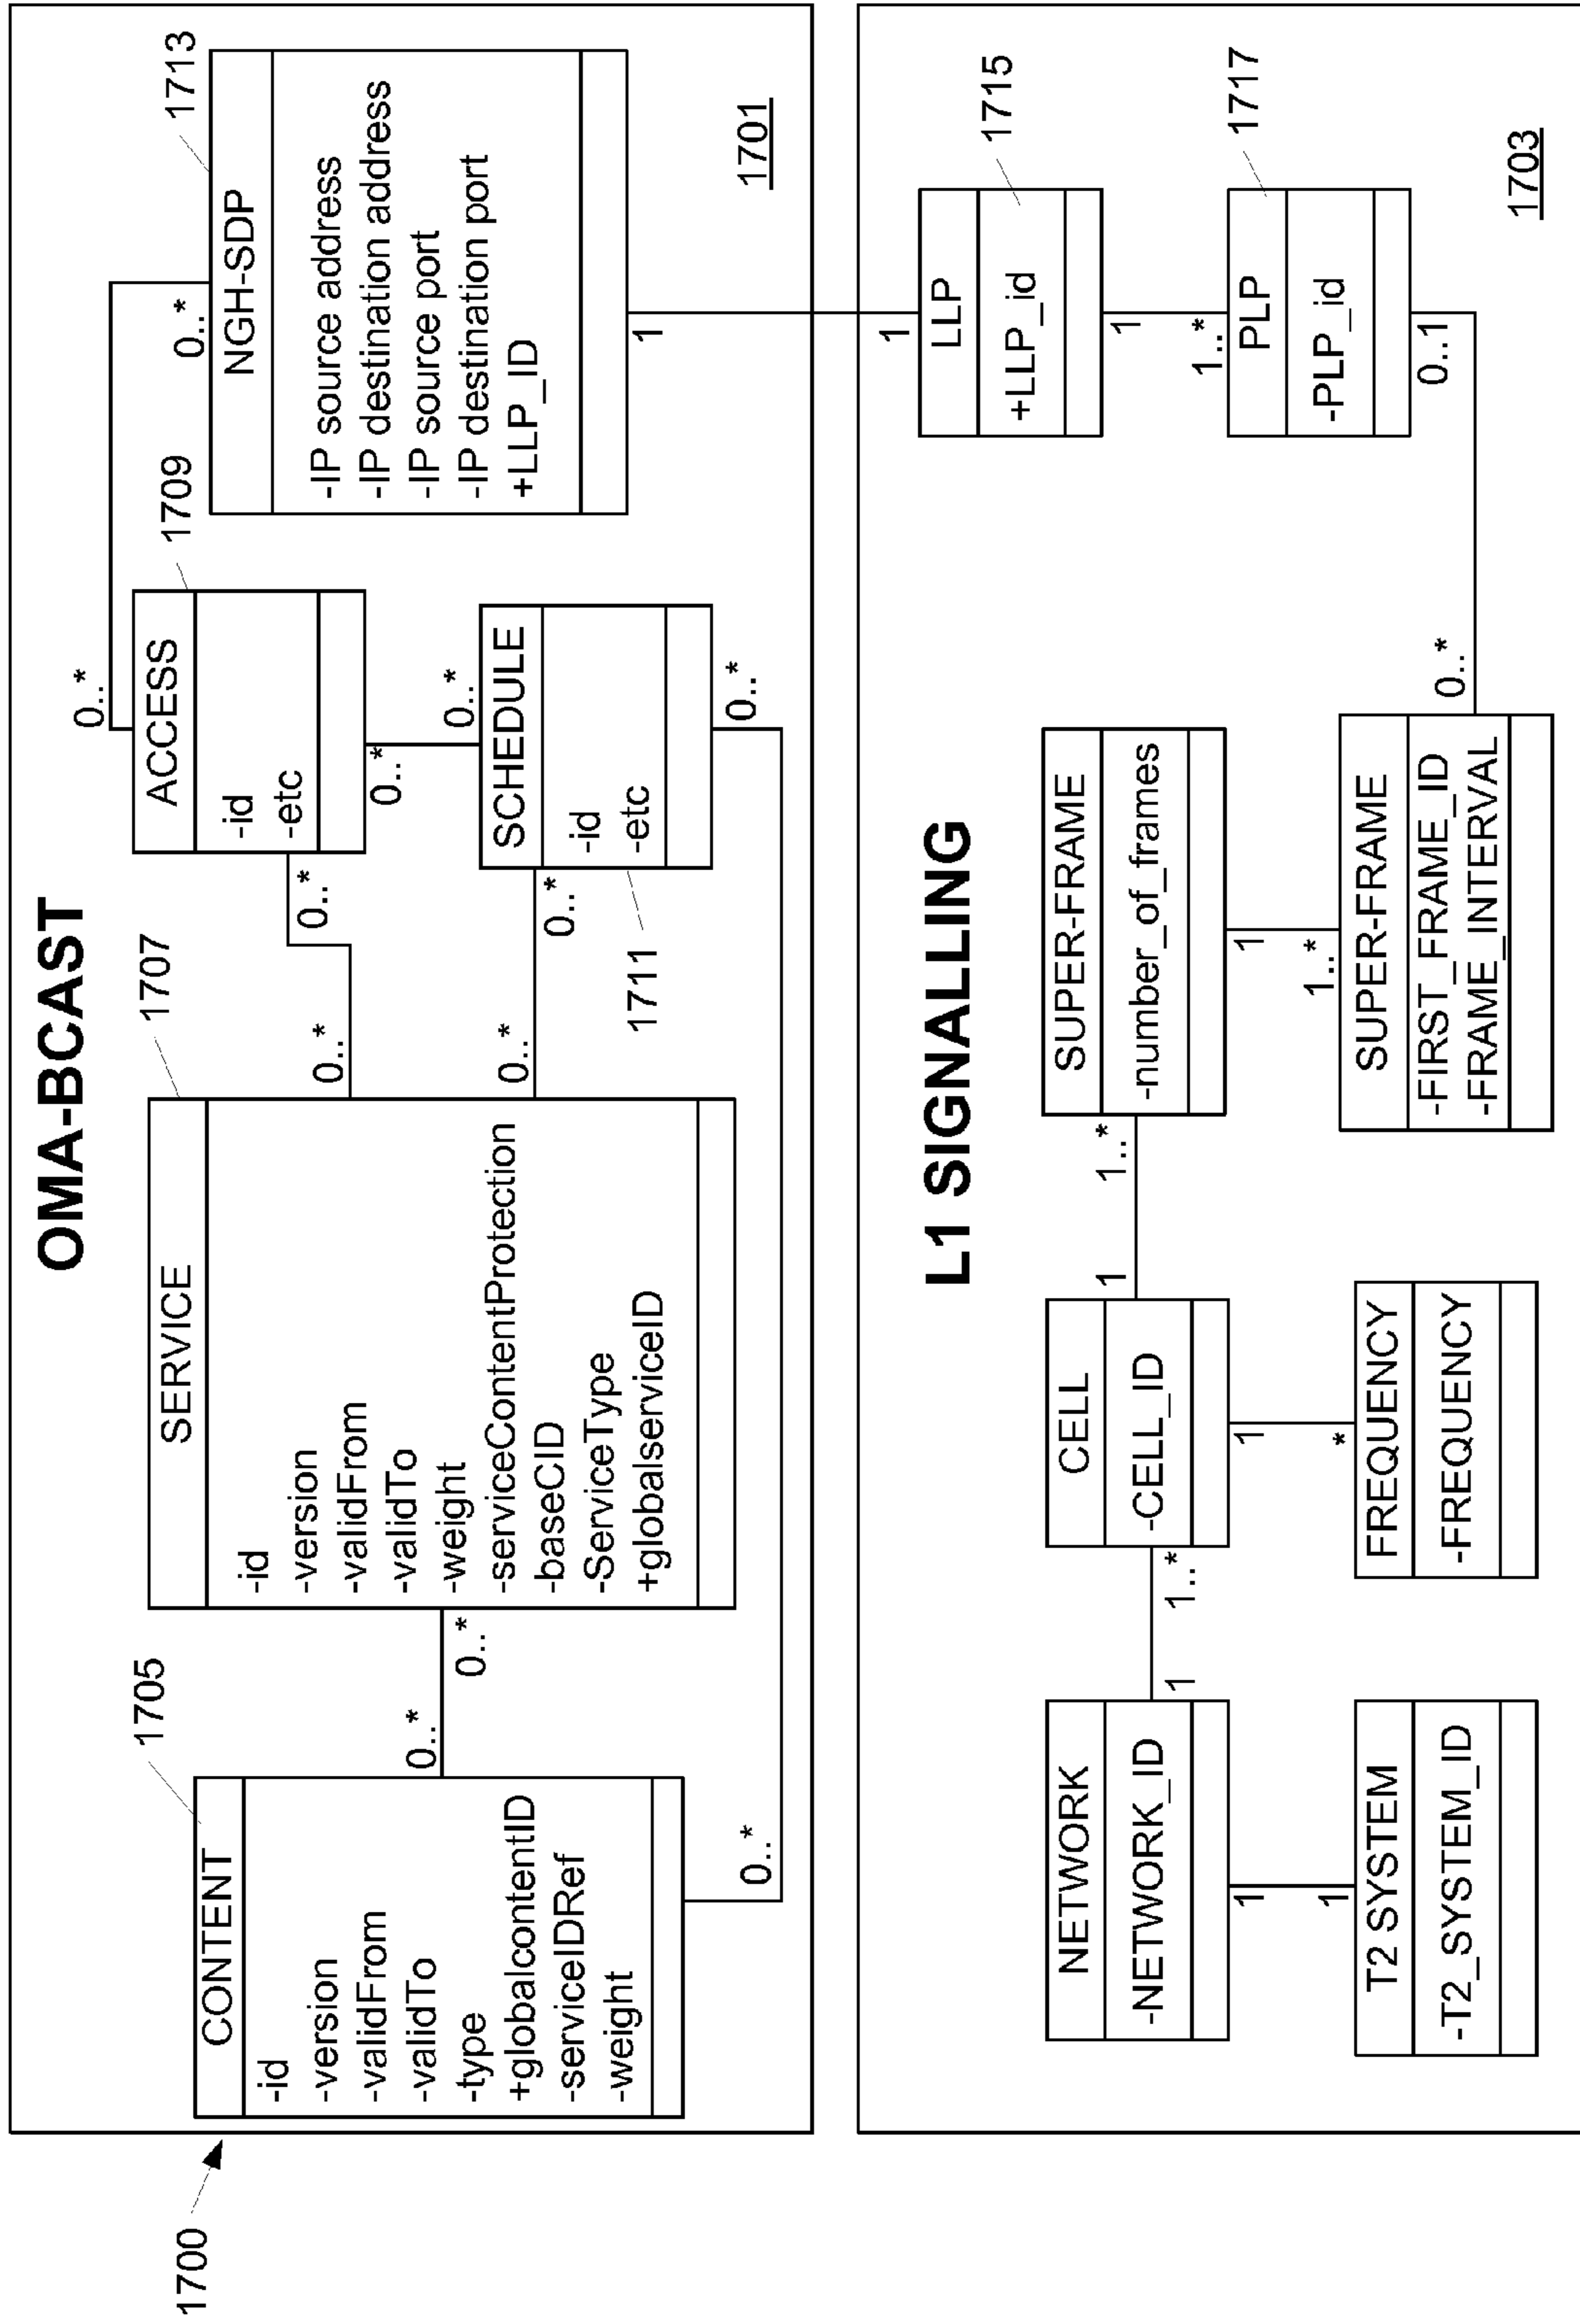 1700
OMA-BCAST
1705
CONTENT
-id
-version
-validFrom
-validTo
-type
+globalcontentID
-serviceIDRef
-weight
0..*
0..*
0..*
1707
SERVICE
-id
-version
-validFrom
-validTo
-weight
-serviceContentProtection
-baseCID
-ServiceType
+globalserviceID
0..*
0..*
0..*
0..*
1709
ACCESS
-id
-etc
0..*
0..*
0..*
SCHEDULE
-id
-etc
1711
0..*
0..*
1713
NGH-SDP
-IP source address
-IP destination address
-IP source port
-IP destination port
+LLP_ID
1
1701
L1 SIGNALLING
NETWORK
-NETWORK_ID
1
1
1
T2 SYSTEM
-T2_SYSTEM_ID
1..*
CELL
-CELL_ID
1
1
*
FREQUENCY
-FREQUENCY
1..*
SUPER-FRAME
-number_of_frames
1
1..*
SUPER-FRAME
-FIRST_FRAME_ID
-FRAME_INTERVAL
0..*
1
LLP
+LLP_id
1715
1
1..*
PLP
-PLP_id
1717
0..1
1703